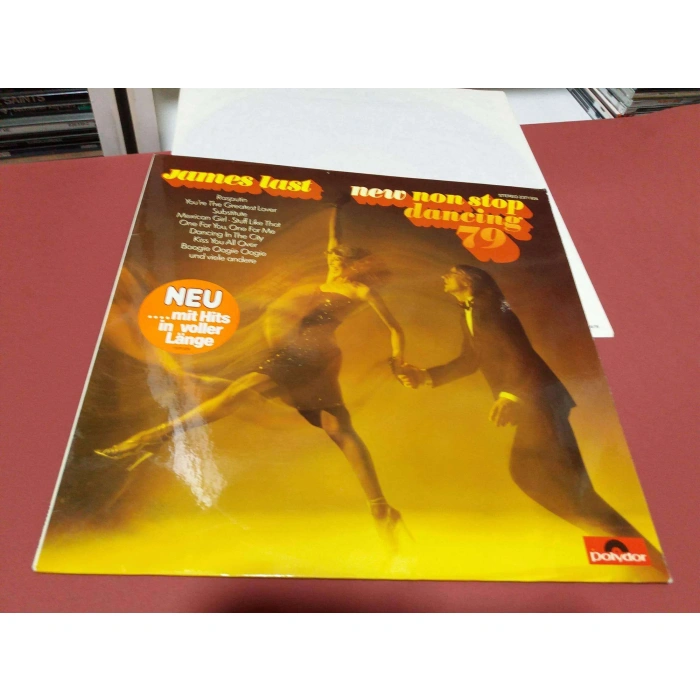 James last
Rasputin
You're The Greatest Lover
Substitute
Mexican Girl · Stuff Like That
One For You, One For Me
Dancing In The City
Kiss You All Over
Boogie Oogie Oogie
und viele andere
new non stop
dancing
79
STEREO
NEU
....mit Hits
in voller
Länge
Polydor